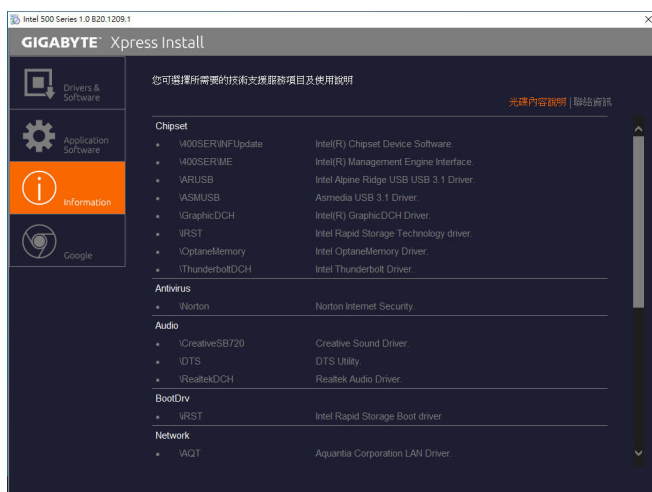 Intel 500 Series 1.0 B20.1209.1
GIGABYTE™ Xpress Install
Drivers & Software
Application Software
Information
Google
您可選擇所需要的技術支援服務項目及使用說明
光碟內容說明 | 聯絡資訊
Chipset
\400SER\INFUpdate Intel(R) Chipset Device Software.
\400SER\ME Intel(R) Management Engine Interface.
\ARUSB Intel Alpine Ridge USB USB 3.1 Driver.
\ASMUSB Asmedia USB 3.1 Driver.
\GraphicDCH Intel(R) GraphicDCH Driver.
\IRST Intel Rapid Storage Technology driver.
\OptaneMemory Intel OptaneMemory Driver.
\ThunderboltDCH Intel Thunderbolt Driver.
Antivirus
\Norton Norton Internet Security.
Audio
\CreativeSB720 Creative Sound Driver.
\DTS DTS Utility.
\RealtekDCH Realtek Audio Driver.
BootDrv
\iRST Intel Rapid Storage Boot driver
Network
\AQT Aquantia Corporation LAN Driver.